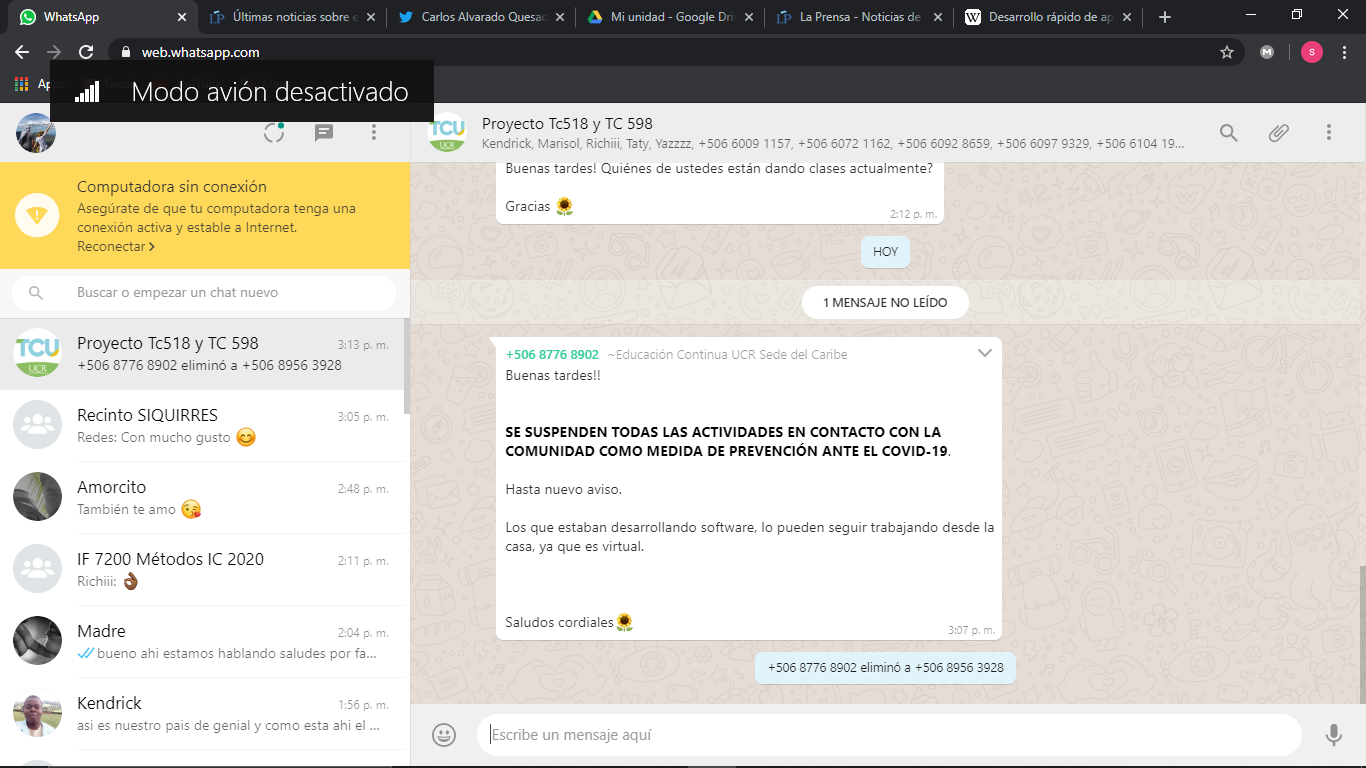 WhatsApp
Últimas noticias sobre e
Carlos Alvarado Quesac
Mi unidad - Google Dri
La Prensa - Noticias de
Desarrollo rápido de ap
web.whatsapp.com
M
S
Modo avión desactivado
TCU
UCR
Proyecto Tc518 y TC 598
Kendrick, Marisol, Richiii, Taty, Yazzzz, +506 6009 1157, +506 6072 1162, +506 6092 8659, +506 6097 9329, +506 6104 19...
Computadora sin conexión
Asegúrate de que tu computadora tenga una
conexión activa y estable a Internet.
Reconectar
Buscar o empezar un chat nuevo
TCU
UCR
Proyecto Tc518 y TC 598
3:13 p. m.
+506 8776 8902 eliminó a +506 8956 3928
Recinto SIQUIRRES
3:05 p. m.
Redes: Con mucho gusto 😊
Amorcito
2:48 p. m.
También te amo 😘
IF 7200 Métodos IC 2020
2:11 p. m.
Richiii: 👌🏾
Madre
2:04 p. m.
bueno ahi estamos hablando saludes por fa...
Kendrick
1:56 p. m.
asi es nuestro pais de genial y como esta ahi el ...
Buenas tardes! Quiénes de ustedes están dando clases actualmente?
Gracias 🌻
2:12 p. m.
HOY
1 MENSAJE NO LEÍDO
+506 8776 8902 ~Educación Continua UCR Sede del Caribe
Buenas tardes!!
SE SUSPENDEN TODAS LAS ACTIVIDADES EN CONTACTO CON LA
COMUNIDAD COMO MEDIDA DE PREVENCIÓN ANTE EL COVID-19.
Hasta nuevo aviso.
Los que estaban desarrollando software, lo pueden seguir trabajando desde la
casa, ya que es virtual.
Saludos cordiales🌻
3:07 p. m.
+506 8776 8902 eliminó a +506 8956 3928
Escribe un mensaje aquí